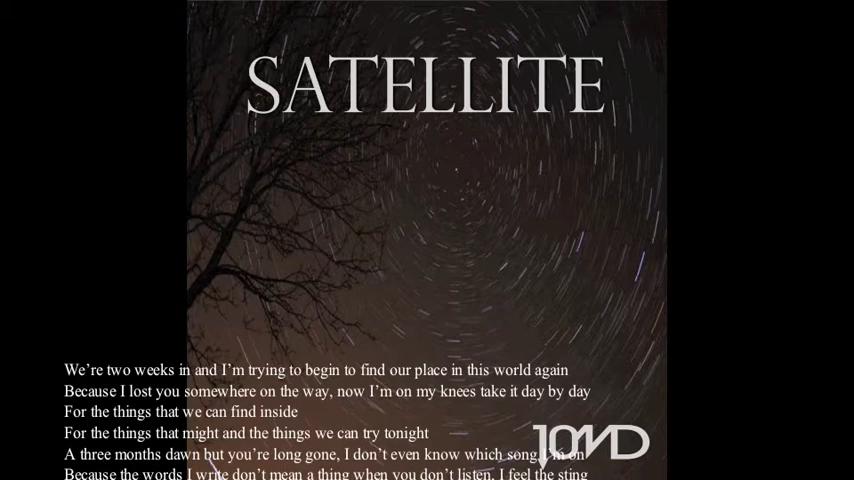 SATELLITE
We're two weeks in and I'm trying to begin to find our place in this world again
Because I lost you somewhere on the way, now I'm on my knees take it day by day
For the things that we can find inside
For the things that might and the things we can try tonight
A three months dawn but you're long gone, I don't even know which song, I'm on
Because the words I write don't mean a thing when you don't listen, I feel the sting